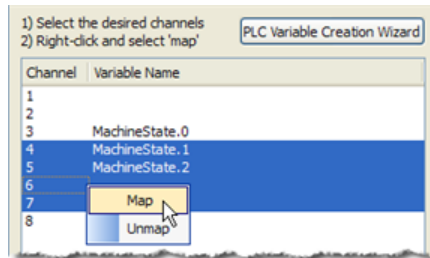 1) Select the desired channels
2) Right-click and select 'map'
PLC Variable Creation Wizard
Channel Variable Name
1
2
3 MachineState.0
4 MachineState.1
5 MachineState.2
6
7
Map
8
Unmap